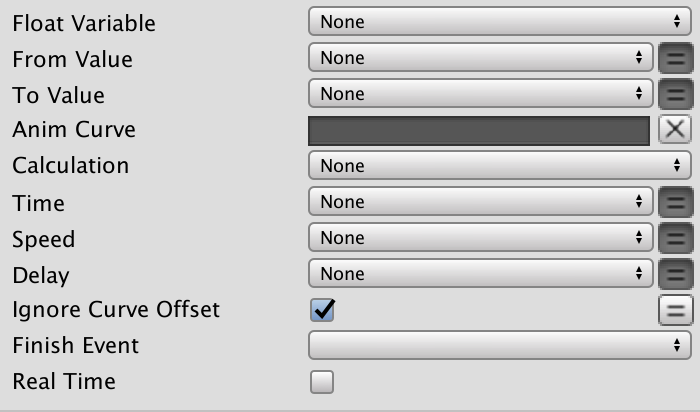 Float Variable None
From Value None
To Value None
Anim Curve
Calculation None
Time None
Speed None
Delay None
Ignore Curve Offset
Finish Event
Real Time